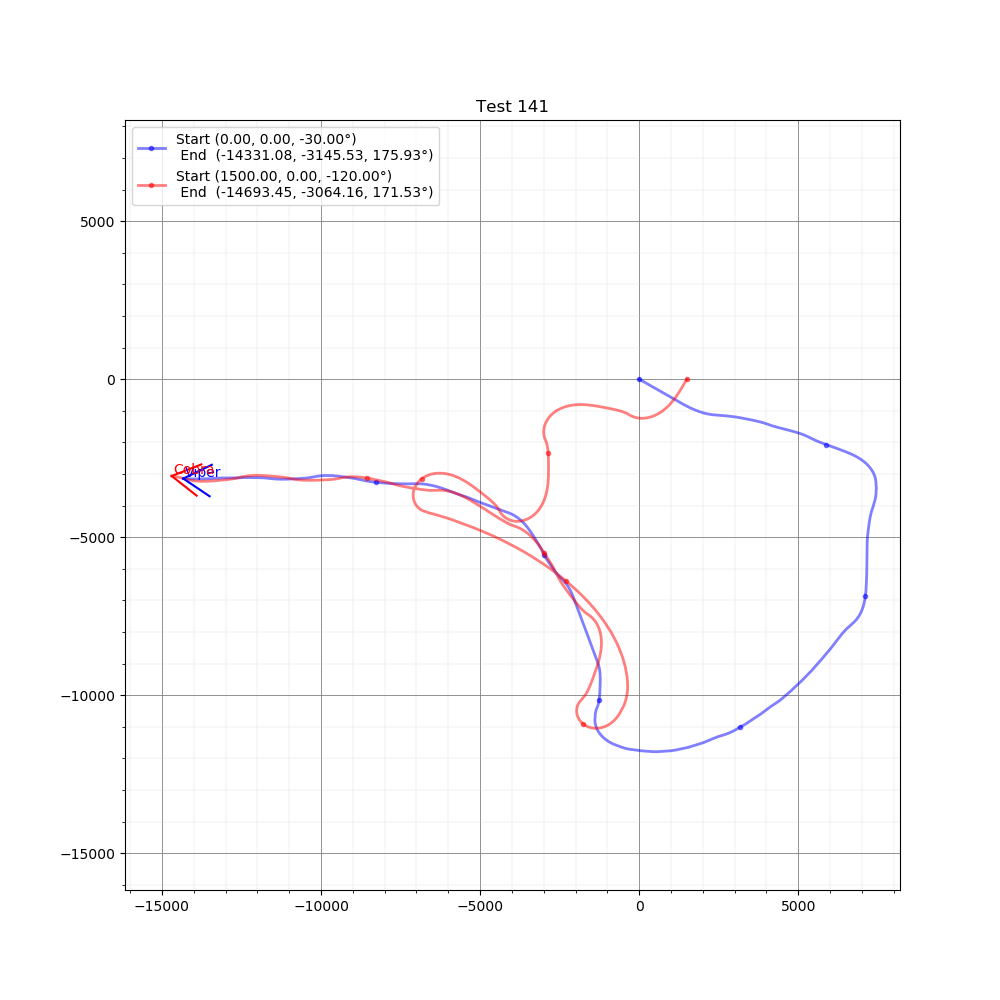 Test 141
Start (0.00, 0.00, -30.00°)
End (-14331.08, -3145.53, 175.93°)
Start (1500.00, 0.00, -120.00°)
End (-14693.45, -3064.16, 171.53°)
5000
0
−5000
−10000
−15000
−15000
−10000
−5000
0
5000